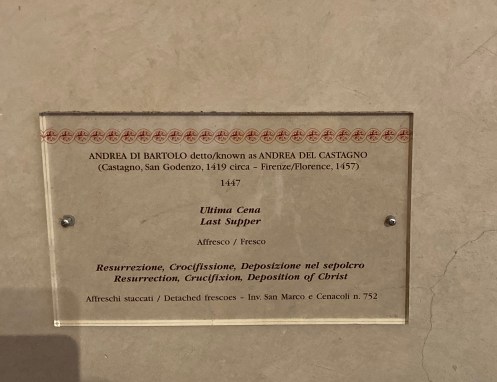 ANDREA DI BARTOLO detto/known as ANDREA DEL CASTAGNO
(Castagno, San Godenzo, 1419 circa – Firenze/Florence, 1457)
1447
Ultima Cena
Last Supper
Affresco / Fresco
Resurrezione, Crocifissione, Deposizione nel sepolcro
Resurrection, Crucifixion, Deposition of Christ
Affreschi staccati / Detached frescoes – Inv. San Marco e Cenacoli n. 752